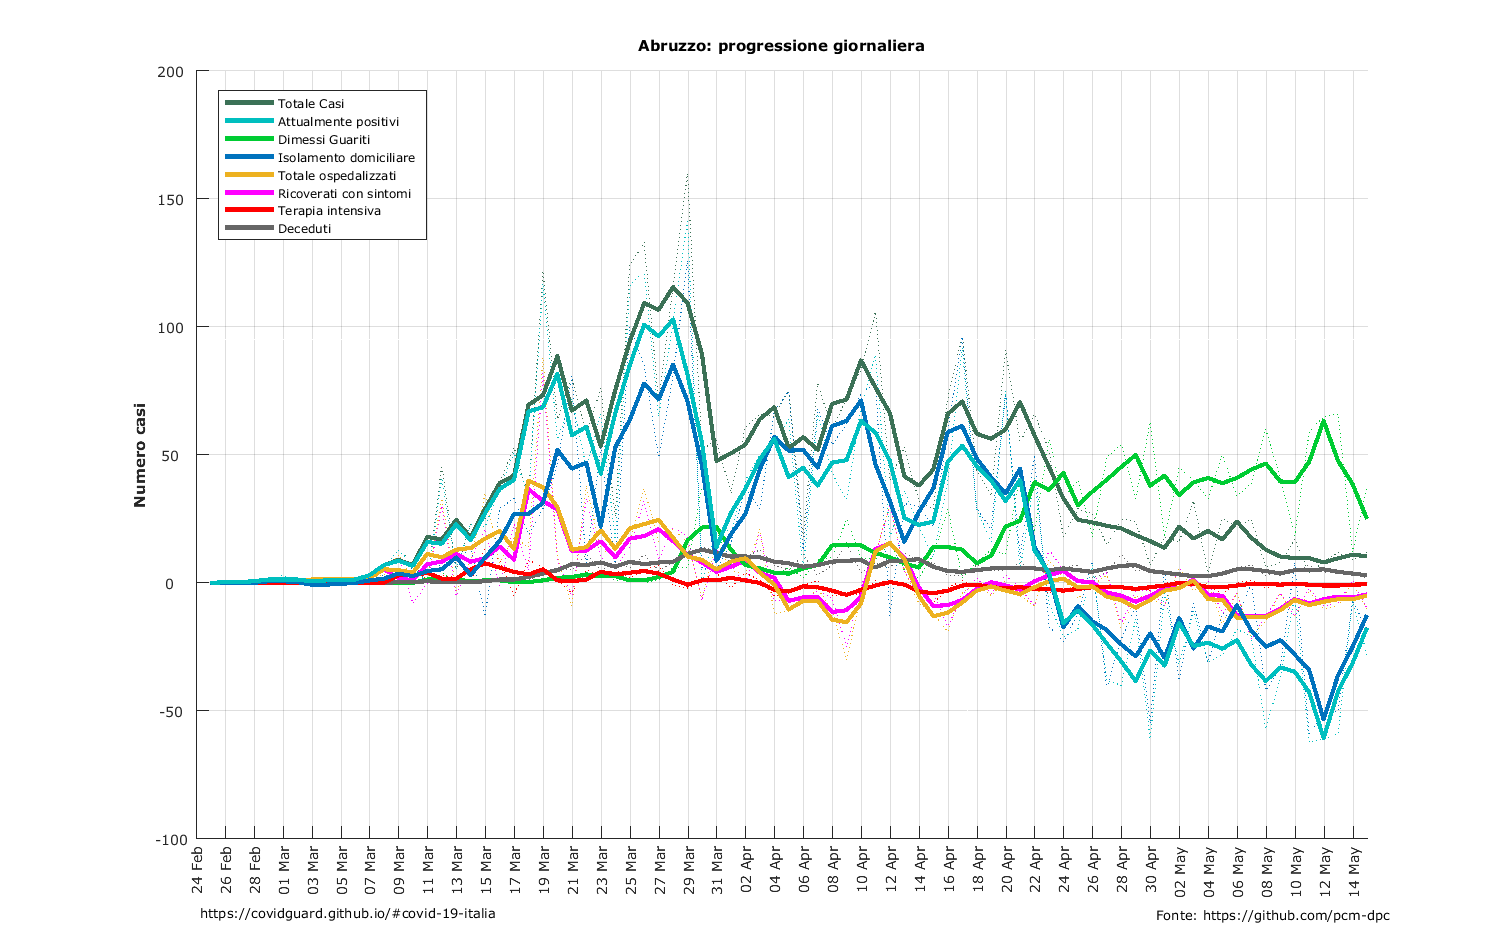 Abruzzo: progressione giornaliera
200
150
100
50
0
-50
-100
Numero casi
Totale Casi
Attualmente positivi
Dimessi Guariti
Isolamento domiciliare
Totale ospedalizzati
Ricoverati con sintomi
Terapia intensiva
Deceduti
24 Feb
26 Feb
28 Feb
01 Mar
03 Mar
05 Mar
07 Mar
09 Mar
11 Mar
13 Mar
15 Mar
17 Mar
19 Mar
21 Mar
23 Mar
25 Mar
27 Mar
29 Mar
31 Mar
02 Apr
04 Apr
06 Apr
08 Apr
10 Apr
12 Apr
14 Apr
16 Apr
18 Apr
20 Apr
22 Apr
24 Apr
26 Apr
28 Apr
30 Apr
02 May
04 May
06 May
08 May
10 May
12 May
14 May
https://covidguard.github.io/#covid-19-italia
Fonte: https://github.com/pcm-dpc